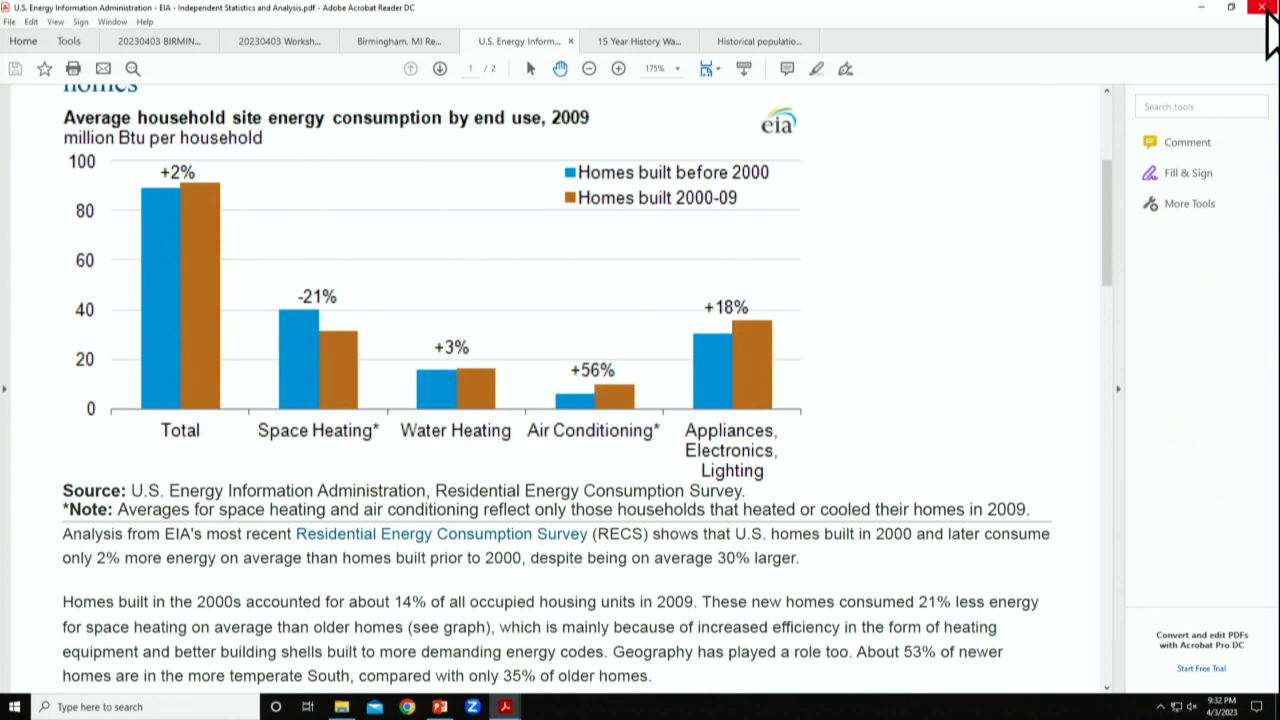 U.S. Energy Information Administration - EIA - Independent Statistics and Analysis.pdf - Adobe Acrobat Reader DC
File Edit View Sign Window Help
Home Tools 20230403 BIRMIN... 20230403 Worksh... Birmingham, MI Re... U.S. Energy Inform... × 15 Year History Wa... Historical populatio...
1 / 2 175%
homes
Average household site energy consumption by end use, 2009
million Btu per household
eia
100
80
60
40
20
0
Homes built before 2000
Homes built 2000-09
+2%
-21%
+3%
+56%
+18%
Total Space Heating* Water Heating Air Conditioning* Appliances,
Electronics,
Lighting
Source: U.S. Energy Information Administration, Residential Energy Consumption Survey.
*Note: Averages for space heating and air conditioning reflect only those households that heated or cooled their homes in 2009.
Analysis from EIA's most recent Residential Energy Consumption Survey (RECS) shows that U.S. homes built in 2000 and later consume
only 2% more energy on average than homes built prior to 2000, despite being on average 30% larger.
Homes built in the 2000s accounted for about 14% of all occupied housing units in 2009. These new homes consumed 21% less energy
for space heating on average than older homes (see graph), which is mainly because of increased efficiency in the form of heating
equipment and better building shells built to more demanding energy codes. Geography has played a role too. About 53% of newer
homes are in the more temperate South, compared with only 35% of older homes.
Search tools
Comment
Fill & Sign
More Tools
Convert and edit PDFs
with Acrobat Pro DC
Start Free Trial
Type here to search
9:32 PM
4/3/2023